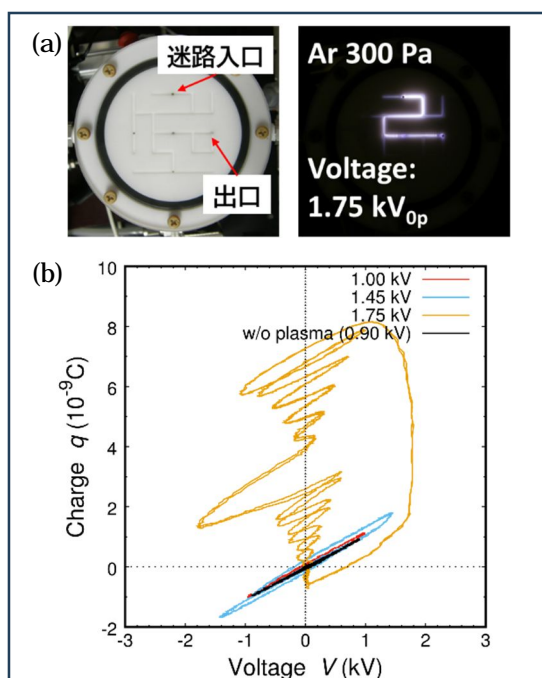 (a)
迷路入口
出口
Ar 300 Pa
Voltage:
1.75 kV0p
(b)
10
8
6
4
2
0
-2
-3
-2
-1
0
1
2
3
Charge q (10-9C)
Voltage V (kV)
1.00 kV
1.45 kV
1.75 kV
w/o plasma (0.90 kV)